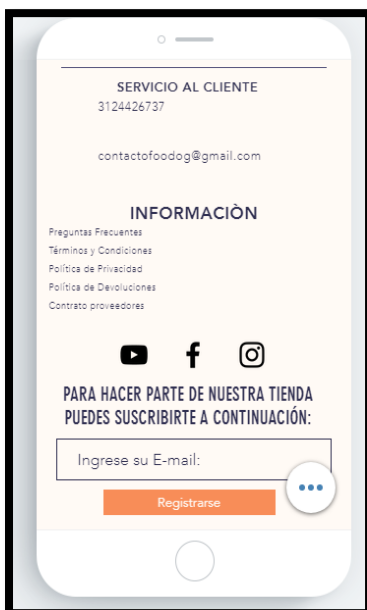 SERVICIO AL CLIENTE
3124426737
contactofoodog@gmail.com
INFORMACIÒN
Preguntas Frecuentes
Términos y Condiciones
Política de Privacidad
Política de Devoluciones
Contrato proveedores
PARA HACER PARTE DE NUESTRA TIENDA
PUEDES SUSCRIBIRTE A CONTINUACIÓN:
Ingrese su E-mail:
Registrarse